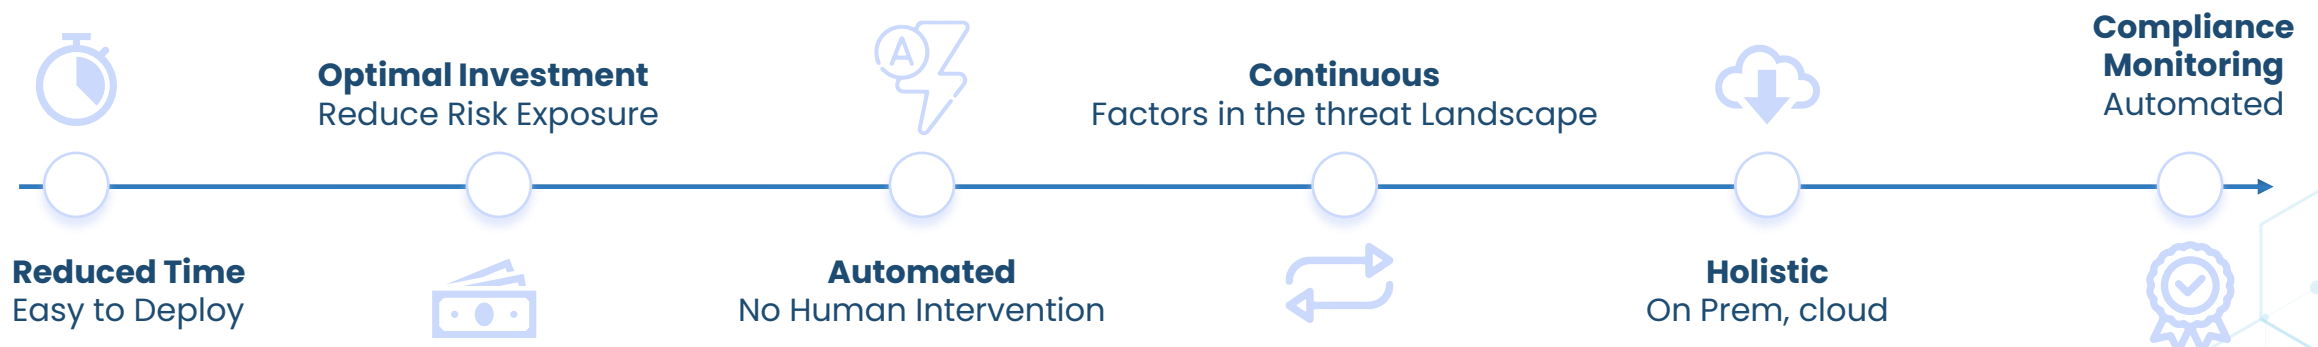 Reduced Time
Easy to Deploy
Optimal Investment
Reduce Risk Exposure
A
Automated
No Human Intervention
Continuous
Factors in the threat Landscape
Holistic
On Prem, cloud
Compliance
Monitoring
Automated